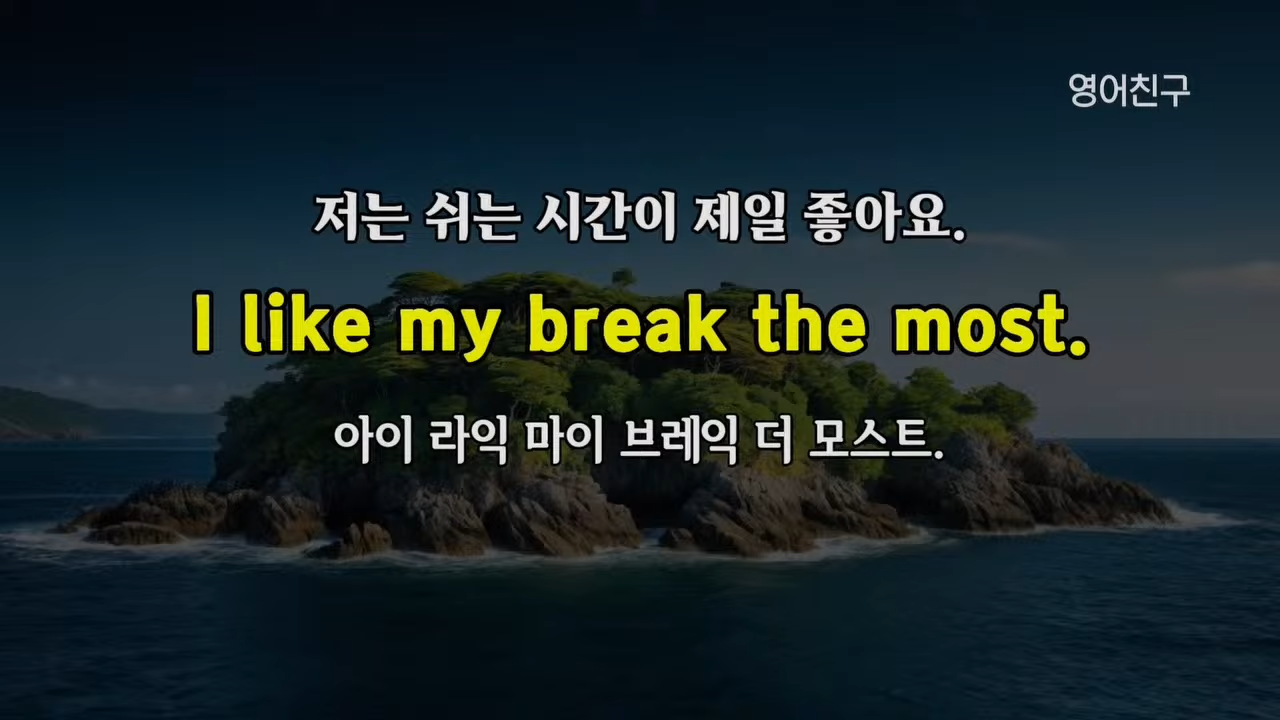 영어친구
저는 쉬는 시간이 제일 좋아요.
I like my break the most.
아이 라익 마이 브레익 더 모스트.